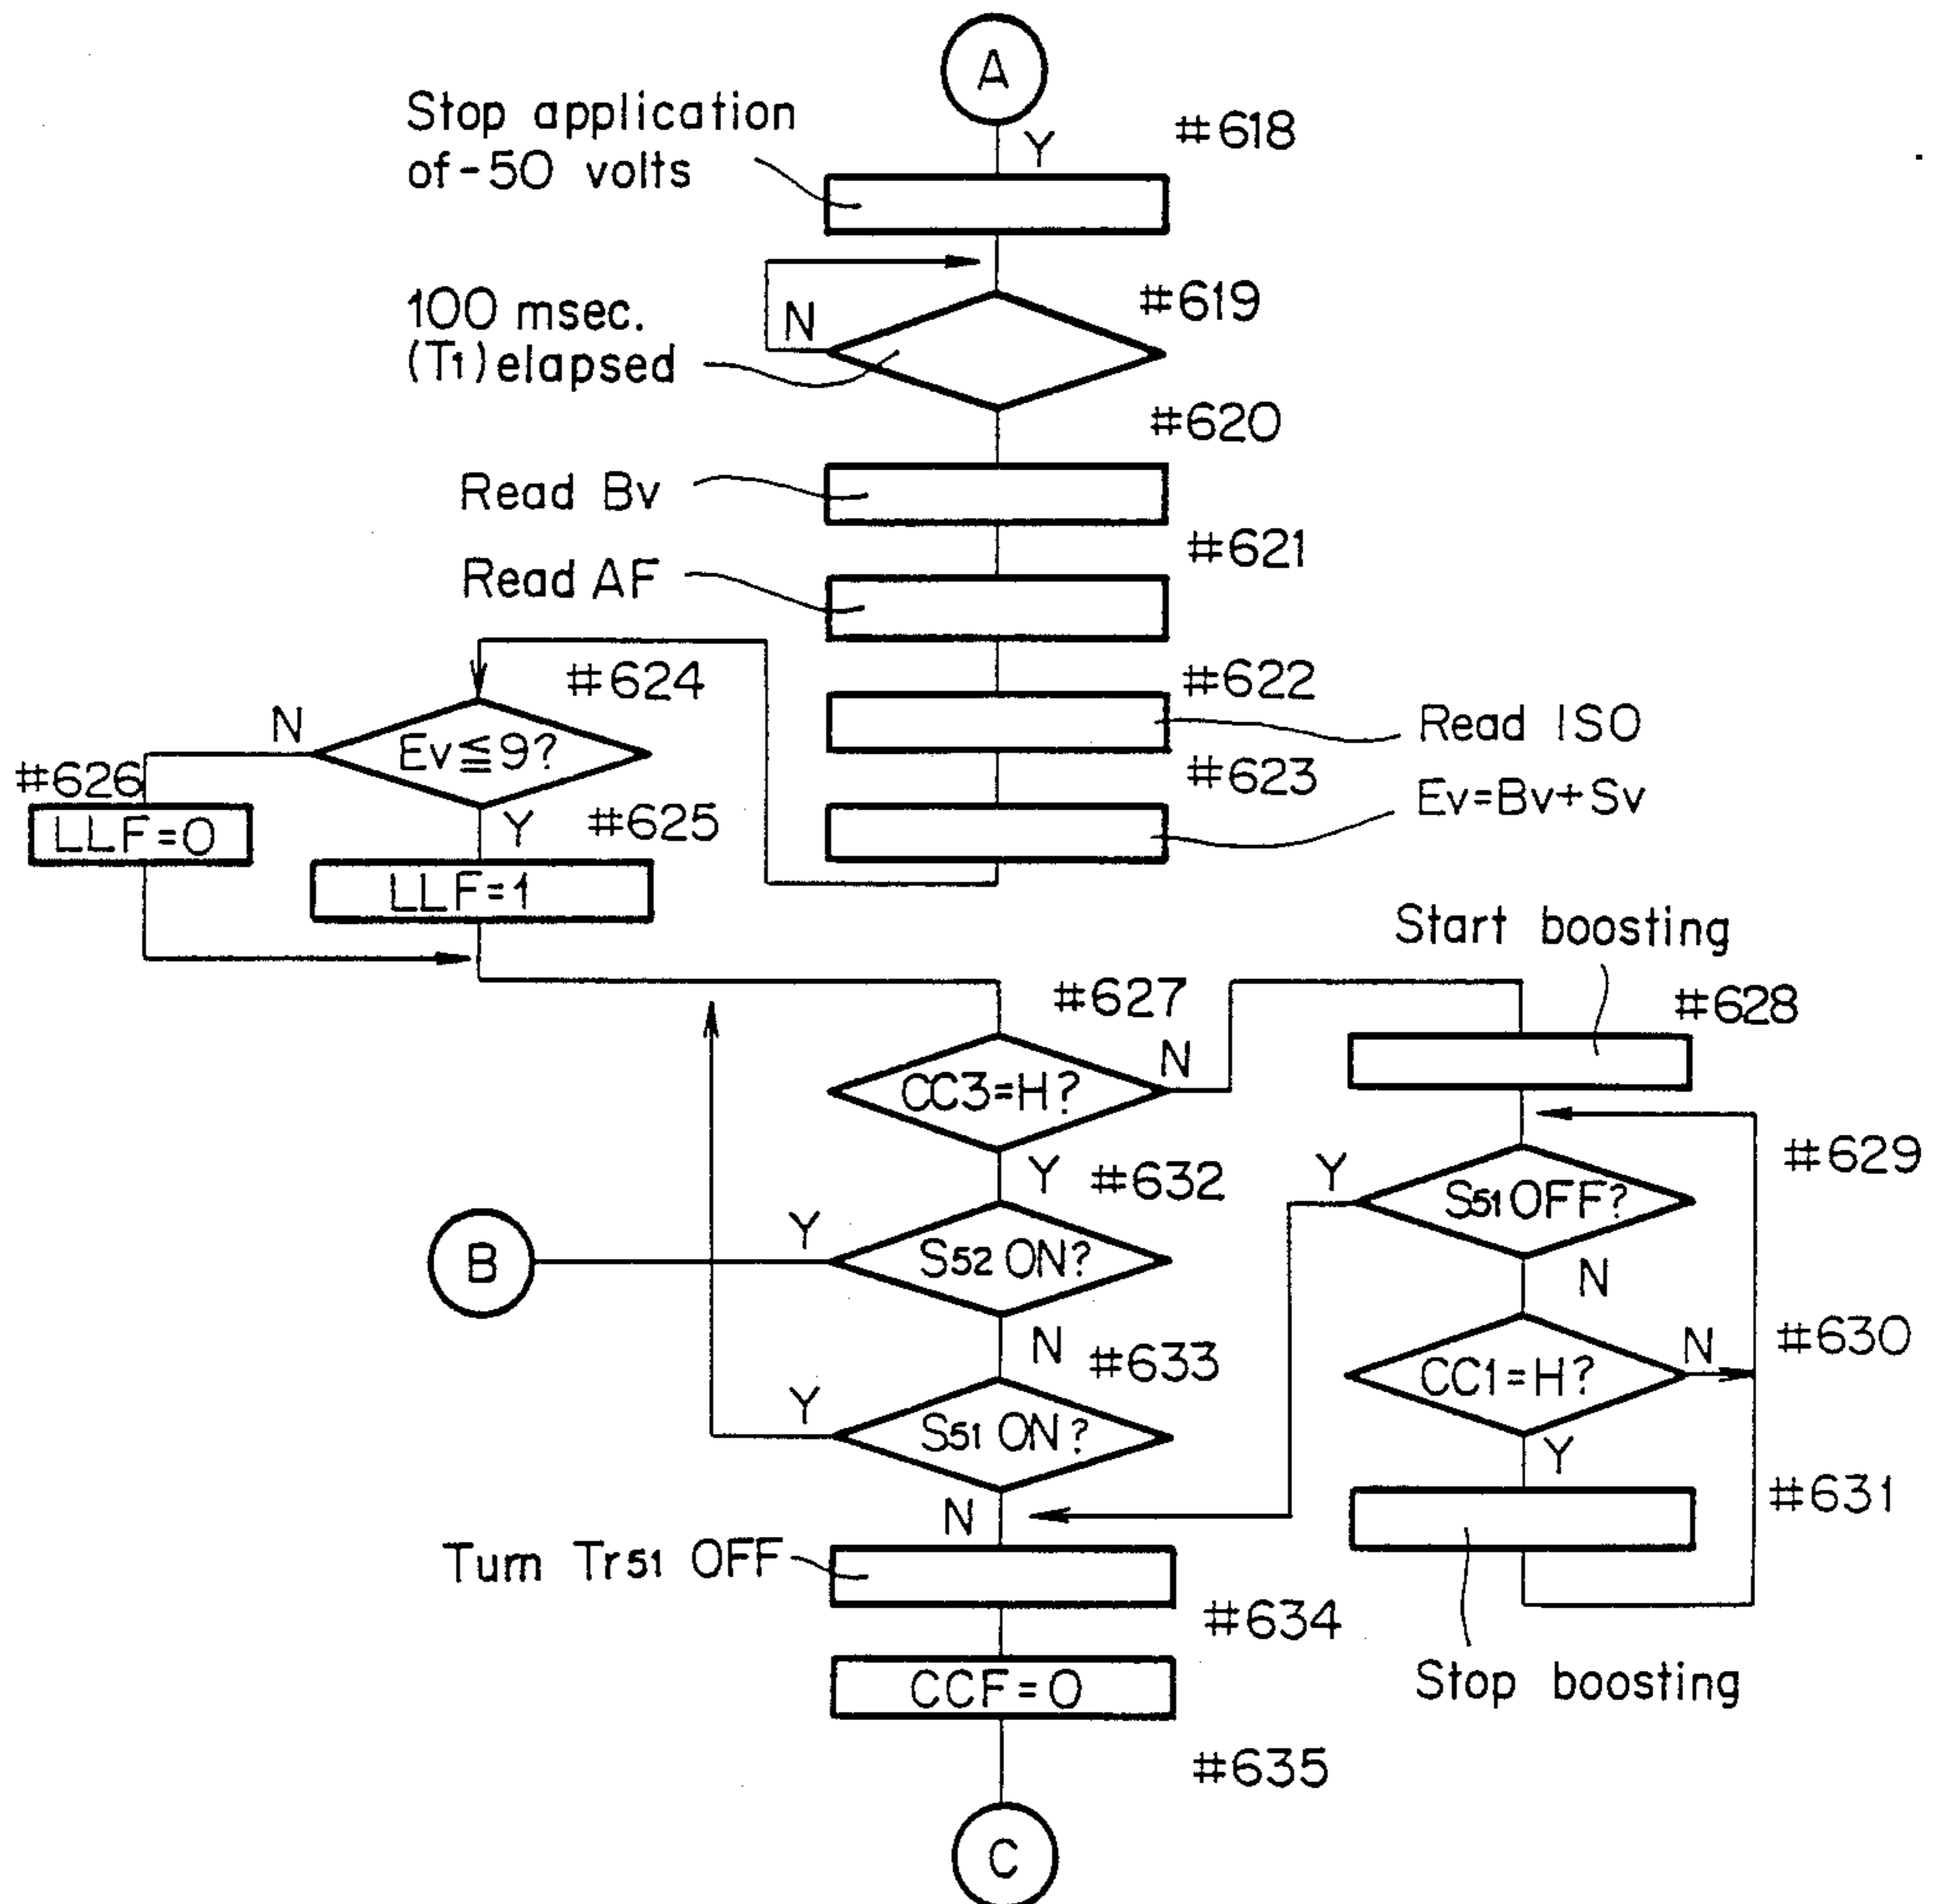 A
Stop application
of -50 volts
Y
#618
100 msec.
(T1) elapsed
N
#619
#620
Read Bv
#621
Read AF
#622
Read ISO
#623
Ev=Bv+Sv
#624
N
Ev≦9?
#626
LLF=0
Y
#625
LLF=1
Start boosting
#627
#628
CC3=H?
N
Y
#632
Y
S51 OFF?
#629
N
B
Y
S52 ON?
N
#633
CC1=H?
N
#630
Y
Y
S51 ON?
N
#631
Turn Tr51 OFF
#634
Stop boosting
CCF=0
#635
C